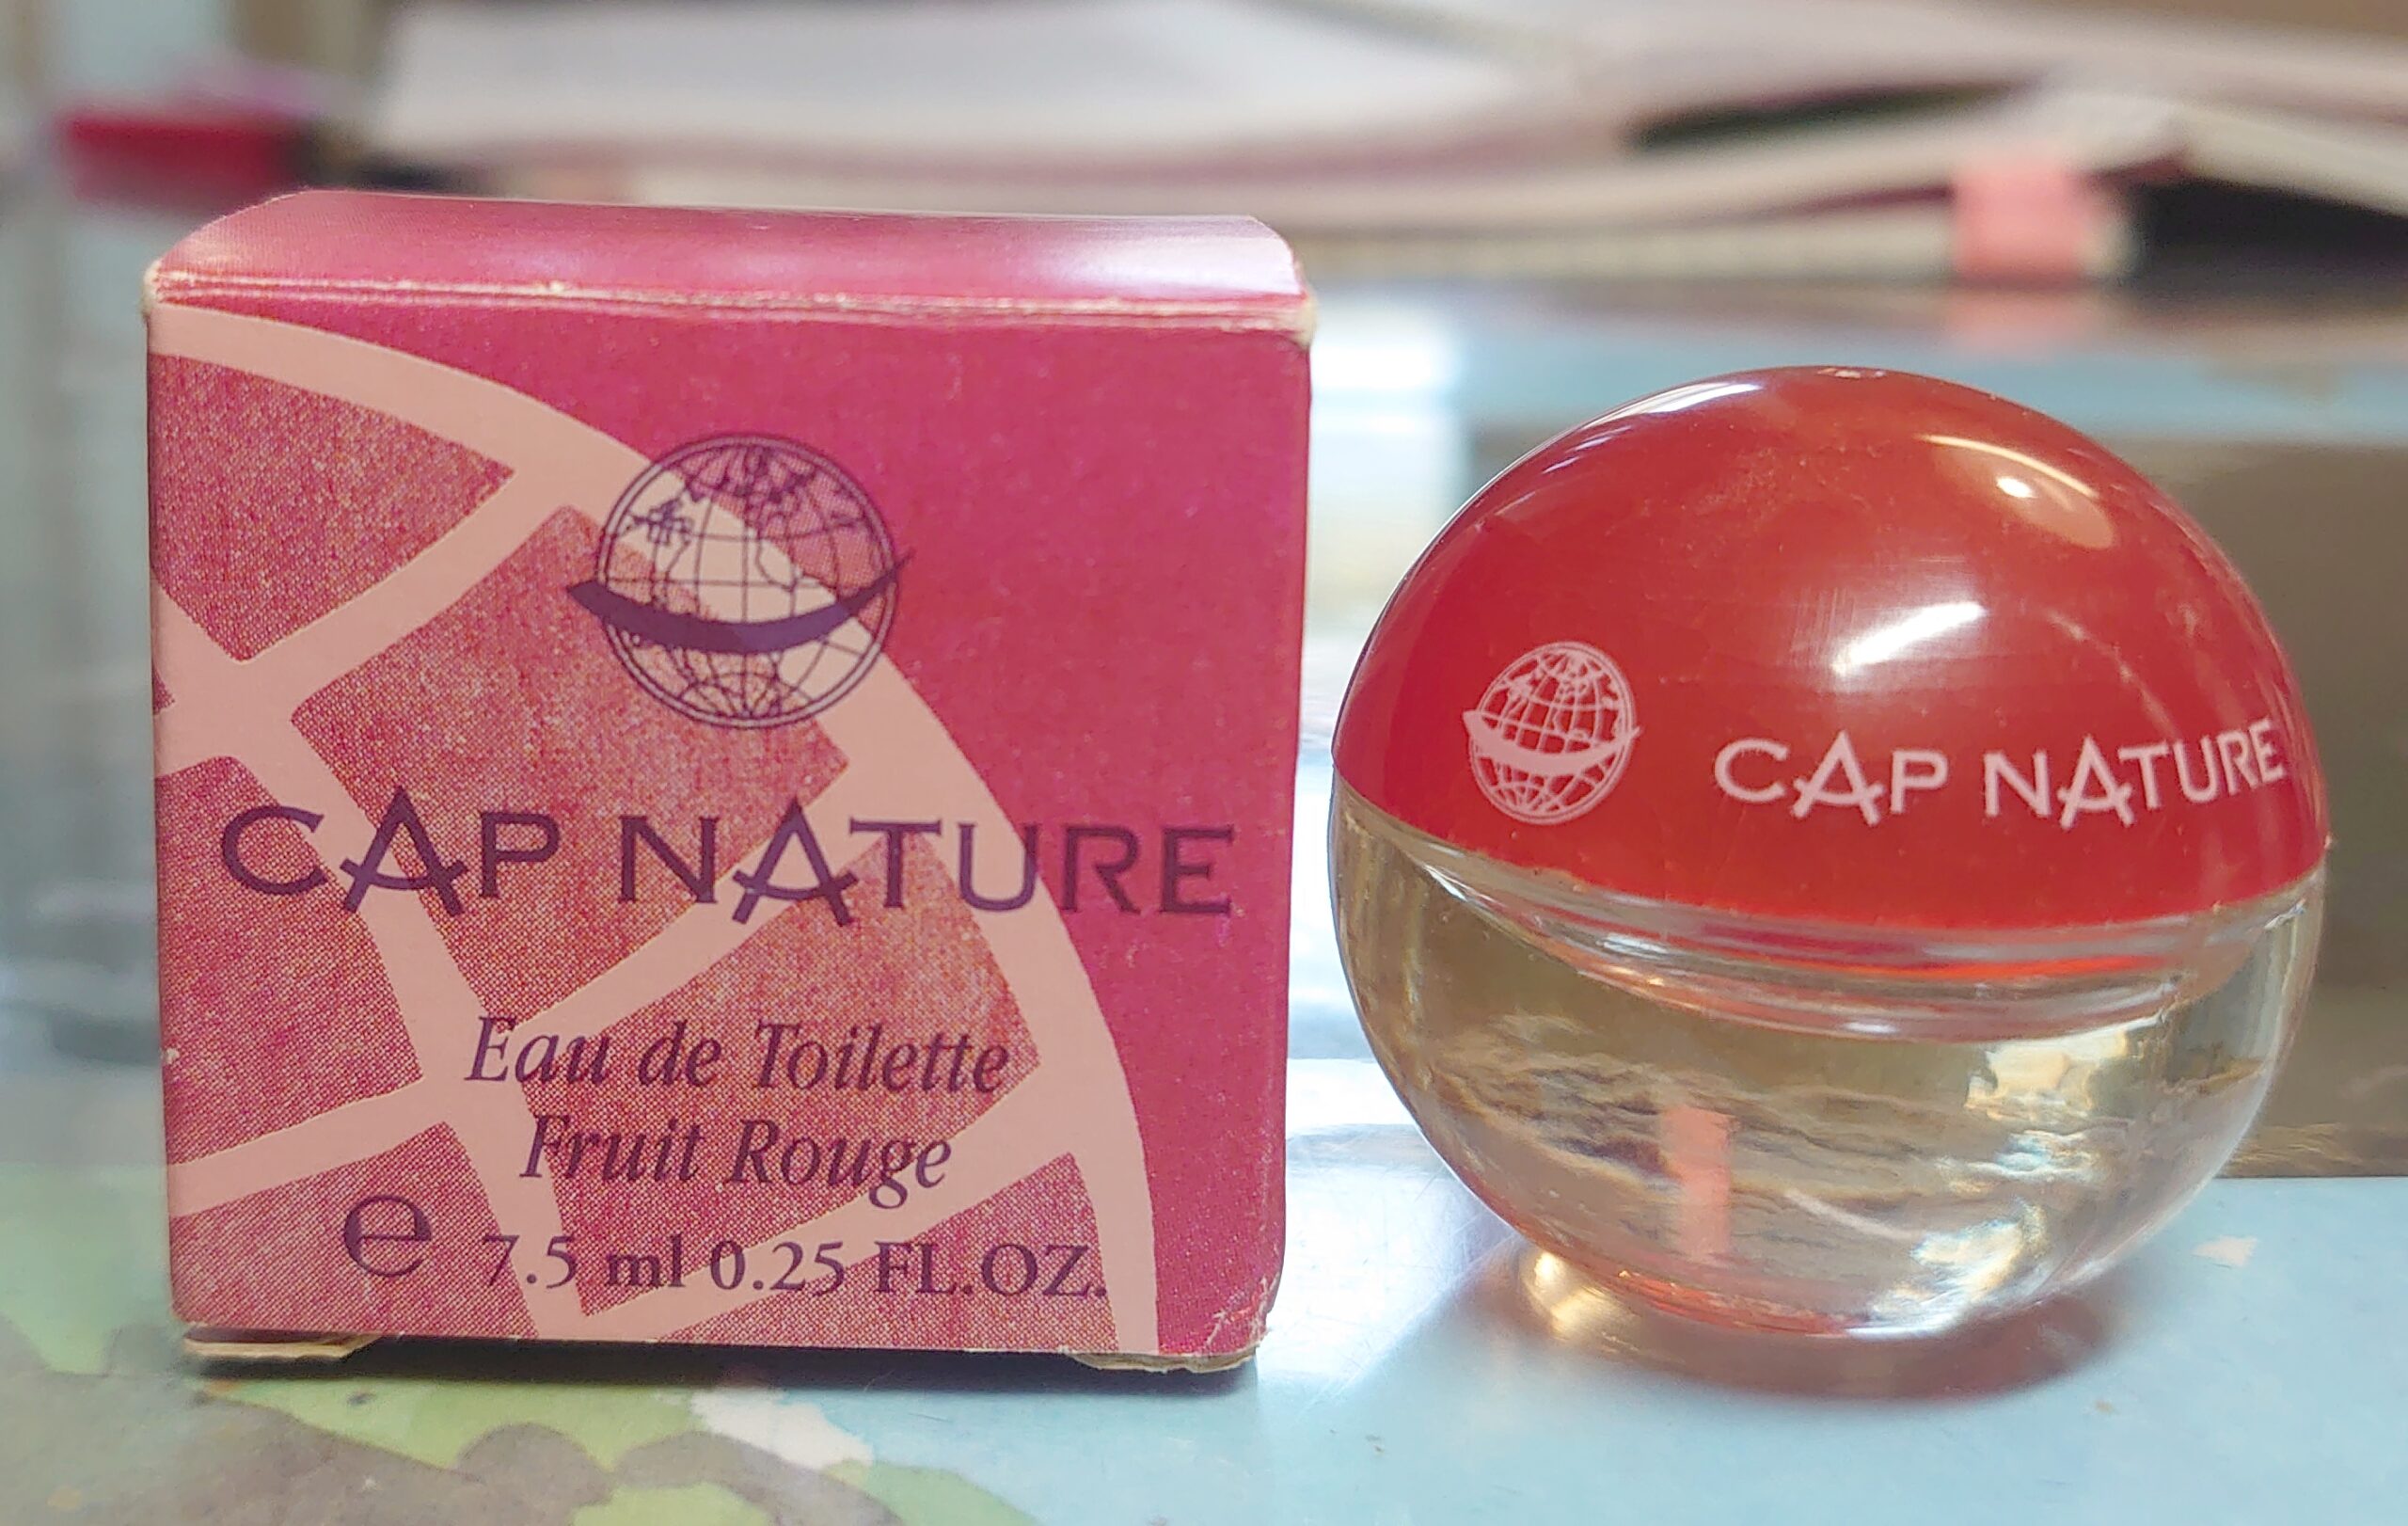 CAP NATURE
Eau de Toilette
Fruit Rouge
℮ 7.5 ml 0.25 FL.OZ.
CAP NATURE